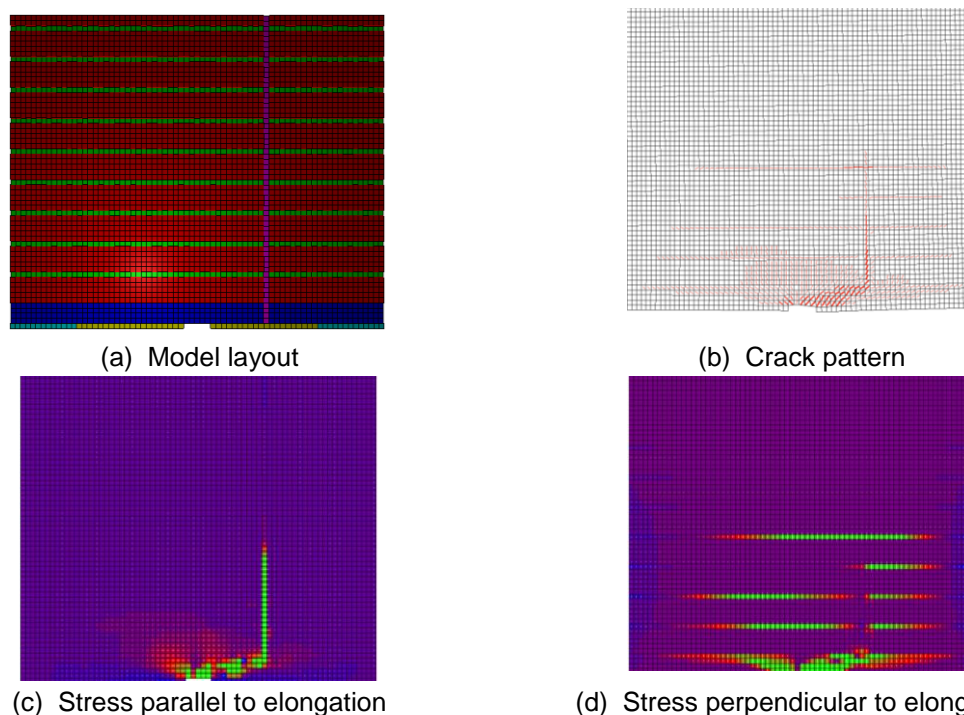 (a) Model layout
(b) Crack pattern
(c) Stress parallel to elongation
(d) Stress perpendicular to elong